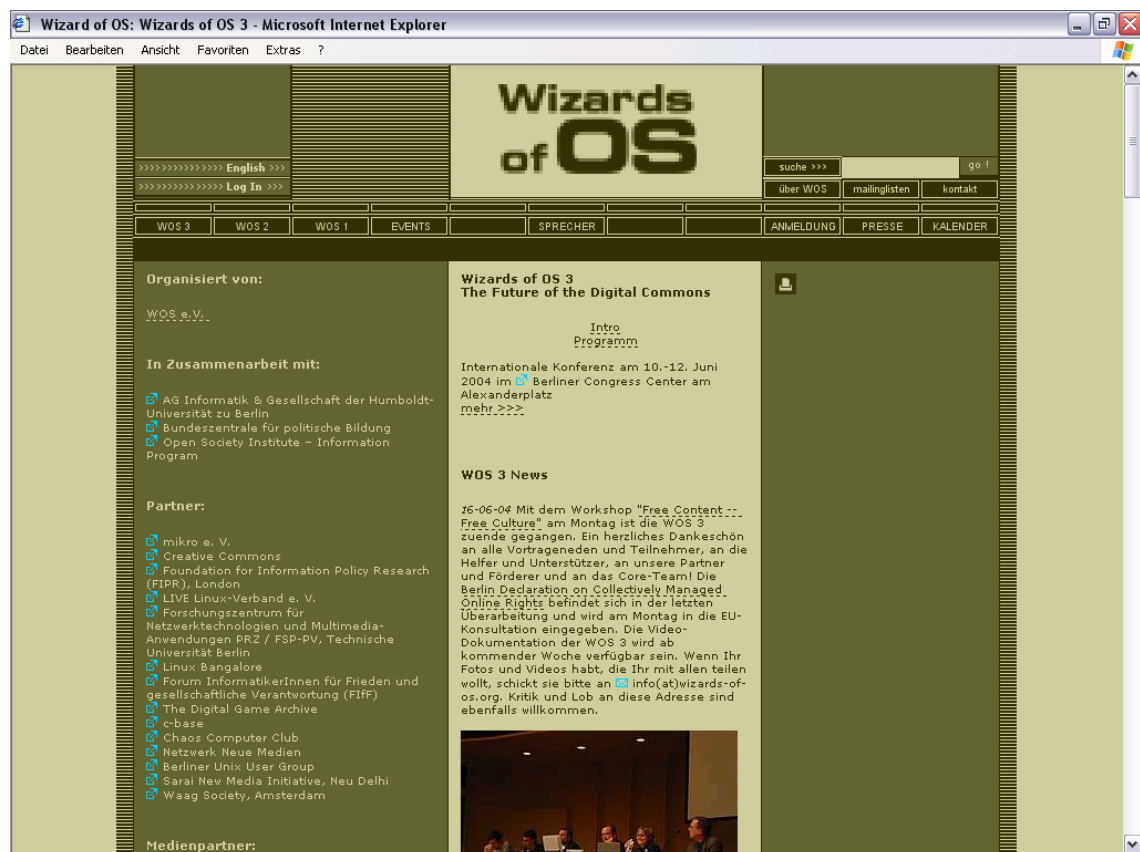 Wizard of OS: Wizards of OS 3 - Microsoft Internet Explorer
Datei Bearbeiten Ansicht Favoriten Extras ?
Wizards
of OS
>>>>>>>>>>>>>>> English >>>
>>>>>>>>>>>>>>> Log In >>>
suche >>> go !
über WOS mailinglisten kontakt
WOS 3 WOS 2 WOS 1 EVENTS SPRECHER ANMELDUNG PRESSE KALENDER
Organisiert von:
WOS e.V.
In Zusammenarbeit mit:
AG Informatik & Gesellschaft der Humboldt-
Universität zu Berlin
Bundeszentrale für politische Bildung
Open Society Institute – Information
Program
Partner:
mikro e. V.
Creative Commons
Foundation for Information Policy Research
(FIPR), London
LIVE Linux-Verband e. V.
Forschungszentrum für
Netzwerktechnologien und Multimedia-
Anwendungen PRZ / FSP-PV, Technische
Universität Berlin
Linux Bangalore
Forum InformatikerInnen für Frieden und
gesellschaftliche Verantwortung (FIfF)
The Digital Game Archive
c-base
Chaos Computer Club
Netzwerk Neue Medien
Berliner Unix User Group
Sarai New Media Initiative, Neu Delhi
Waag Society, Amsterdam
Medienpartner:
Wizards of OS 3
The Future of the Digital Commons
Intro
Programm
Internationale Konferenz am 10.-12. Juni
2004 im Berliner Congress Center am
Alexanderplatz
mehr >>>
WOS 3 News
16-06-04 Mit dem Workshop "Free Content --
Free Culture" am Montag ist die WOS 3
zuende gegangen. Ein herzliches Dankeschön
an alle Vortrageneden und Teilnehmer, an die
Helfer und Unterstützer, an unsere Partner
und Förderer und an das Core-Team! Die
Berlin Declaration on Collectively Managed
Online Rights befindet sich in der letzten
Überarbeitung und wird am Montag in die EU-
Konsultation eingegeben. Die Video-
Dokumentation der WOS 3 wird ab
kommender Woche verfügbar sein. Wenn Ihr
Fotos und Videos habt, die Ihr mit allen teilen
wollt, schickt sie bitte an info(at)wizards-of-
os.org. Kritik und Lob an diese Adresse sind
ebenfalls willkommen.